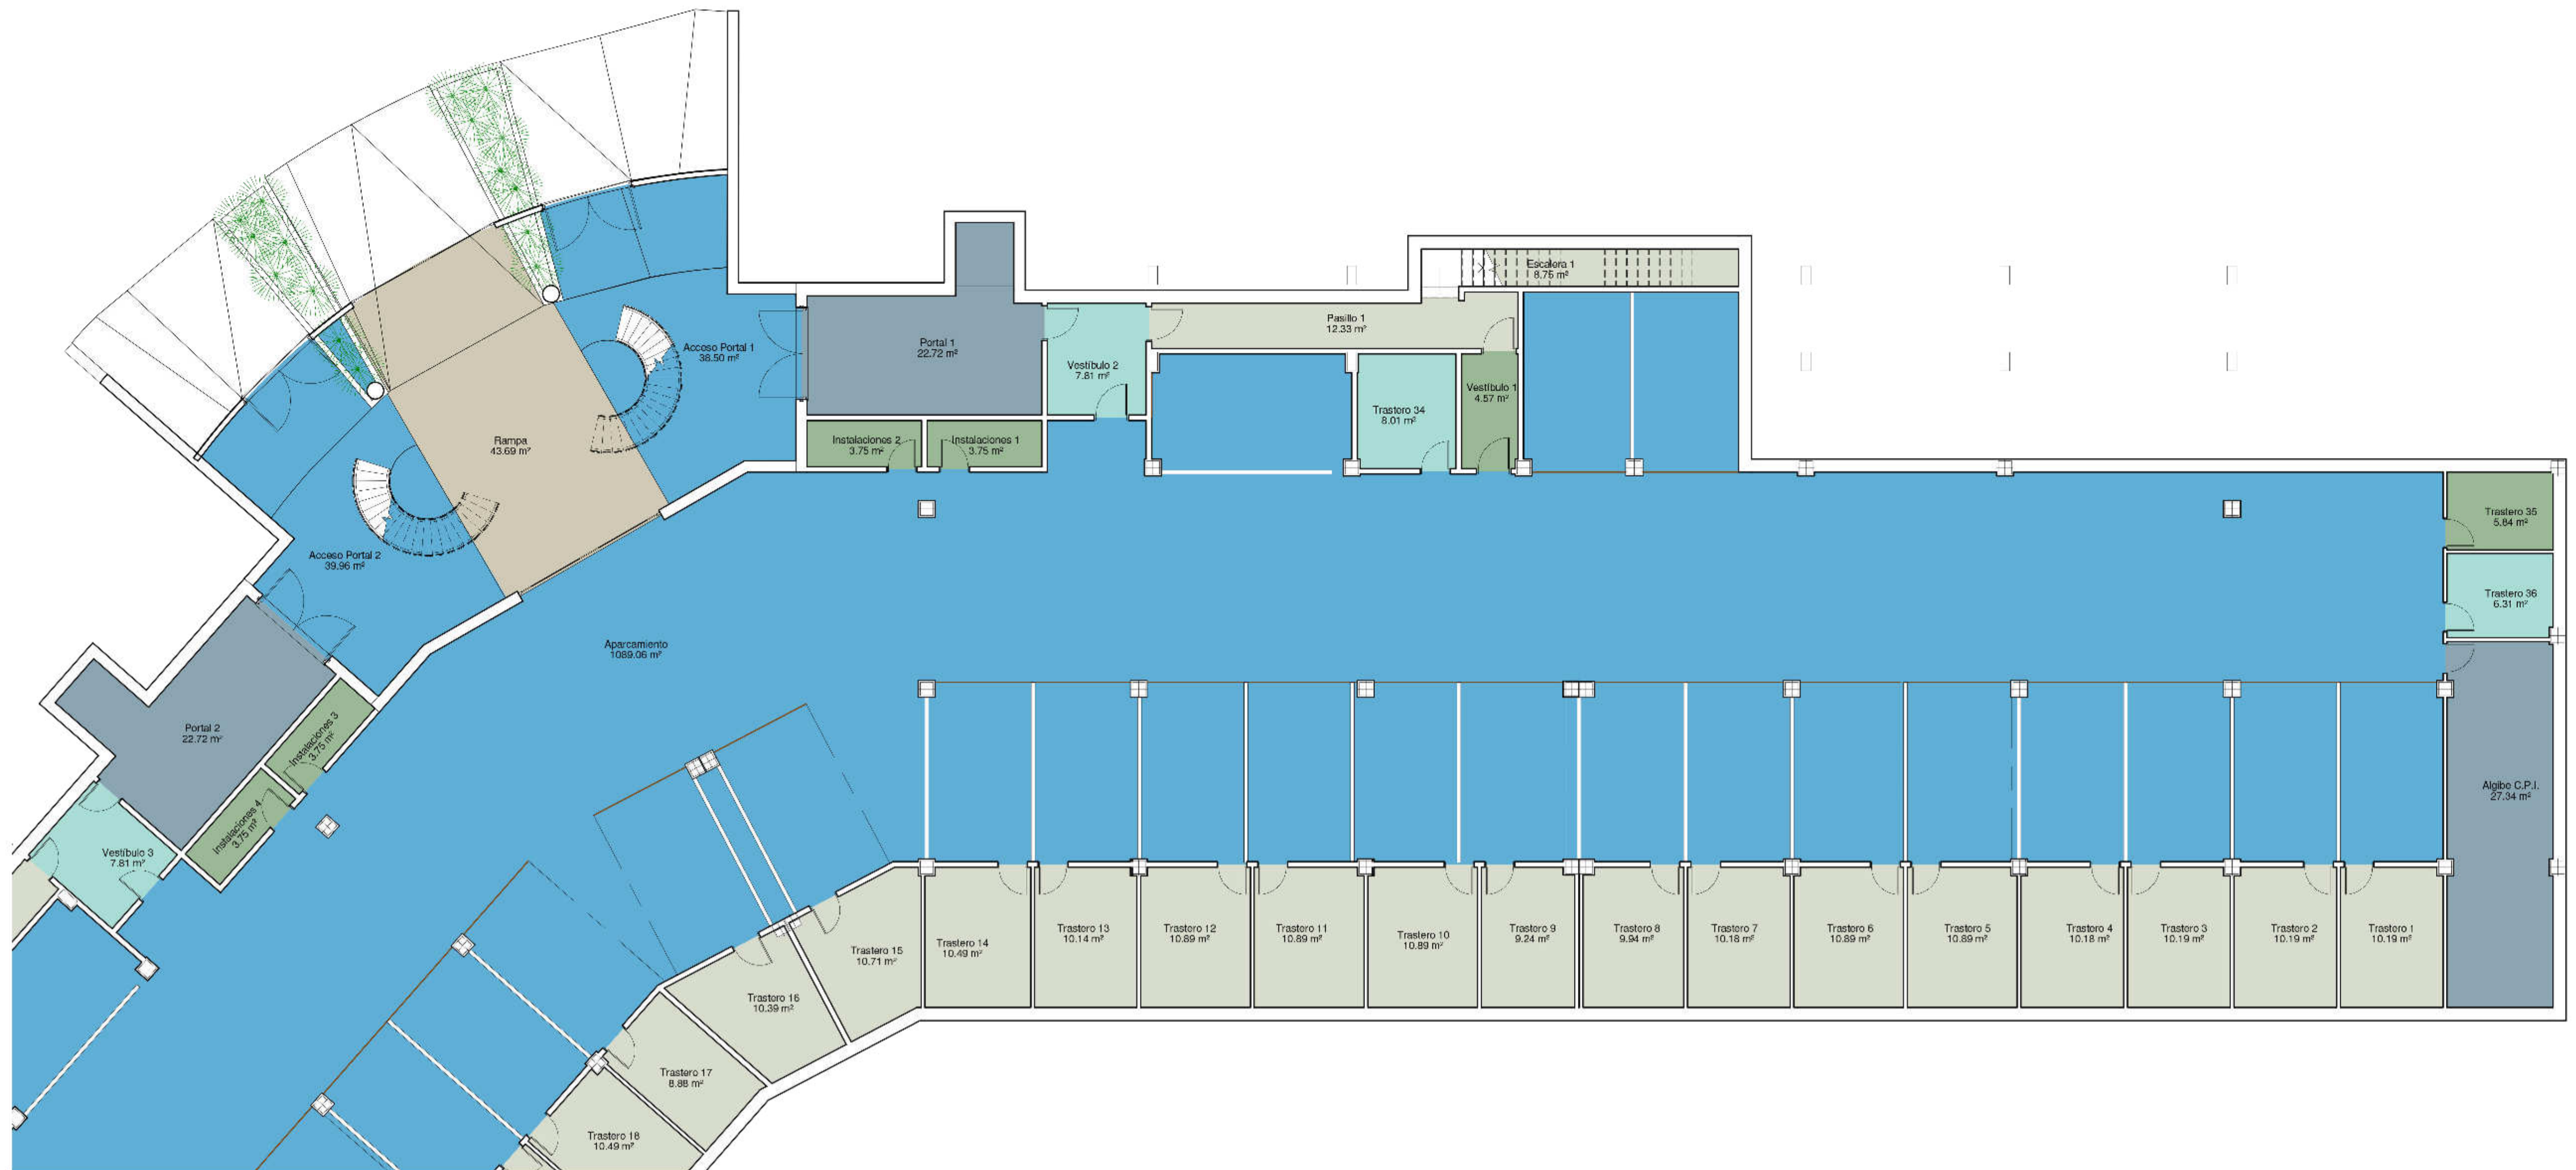 Escalera 1
8.75 m²
Pasillo 1
12.33 m²
Acceso Portal 1
38.50 m²
Portal 1
22.72 m²
Vestíbulo 2
7.81 m²
Vestíbulo 1
4.57 m²
Trastero 34
8.01 m²
Rampa
43.69 m²
Instalaciones 2
3.75 m²
Instalaciones 1
3.75 m²
Trastero 35
5.84 m²
Acceso Portal 2
39.96 m²
Trastero 36
6.31 m²
Aparcamiento
1089.06 m²
Portal 2
22.72 m²
Instalaciones 3
3.75 m²
Algibe C.P.I.
27.34 m²
Instalaciones 4
3.75 m²
Vestíbulo 3
7.81 m²
Trastero 15
10.71 m²
Trastero 14
10.49 m²
Trastero 13
10.14 m²
Trastero 12
10.89 m²
Trastero 11
10.89 m²
Trastero 10
10.89 m²
Trastero 9
9.24 m²
Trastero 8
9.94 m²
Trastero 7
10.18 m²
Trastero 6
10.89 m²
Trastero 5
10.89 m²
Trastero 4
10.18 m²
Trastero 3
10.19 m²
Trastero 2
10.19 m²
Trastero 1
10.19 m²
Trastero 16
10.39 m²
Trastero 17
8.88 m²
Trastero 18
10.49 m²